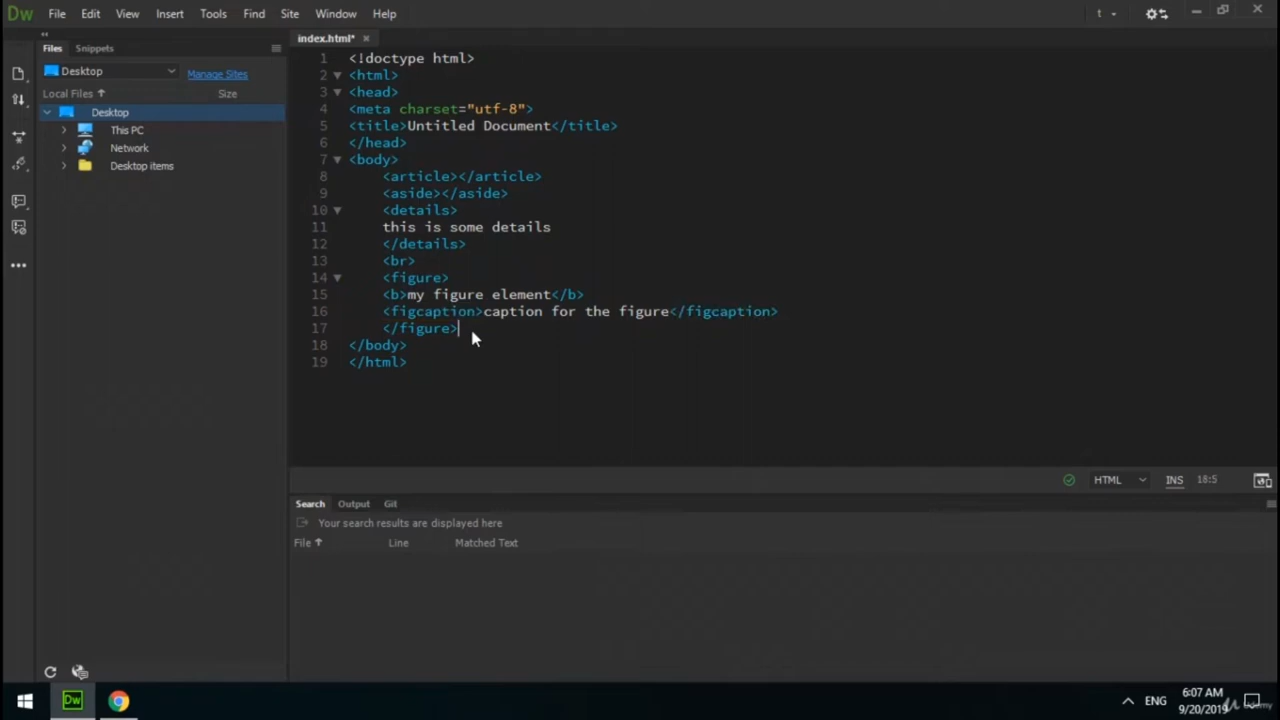 Dw File Edit View Insert Tools Find Site Window Help t
Files Snippets
index.html*
Desktop Manage Sites
Local Files Size
Desktop
This PC
Network
Desktop items
1 <!doctype html>
2 <html>
3 <head>
4 <meta charset="utf-8">
5 <title>Untitled Document</title>
6 </head>
7 <body>
8 <article></article>
9 <aside></aside>
10 <details>
11 this is some details
12 </details>
13 <br>
14 <figure>
15 <b>my figure element</b>
16 <figcaption>caption for the figure</figcaption>
17 </figure>
18 </body>
19 </html>
HTML INS 18:5
Search Output Git
Your search results are displayed here
File Line Matched Text
Dw ENG 6:07 AM
9/20/2019
Udemy